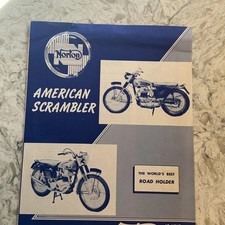 Norton
AMERICAN
SCRAMBLER
THE WORLD'S BEST
ROAD HOLDER